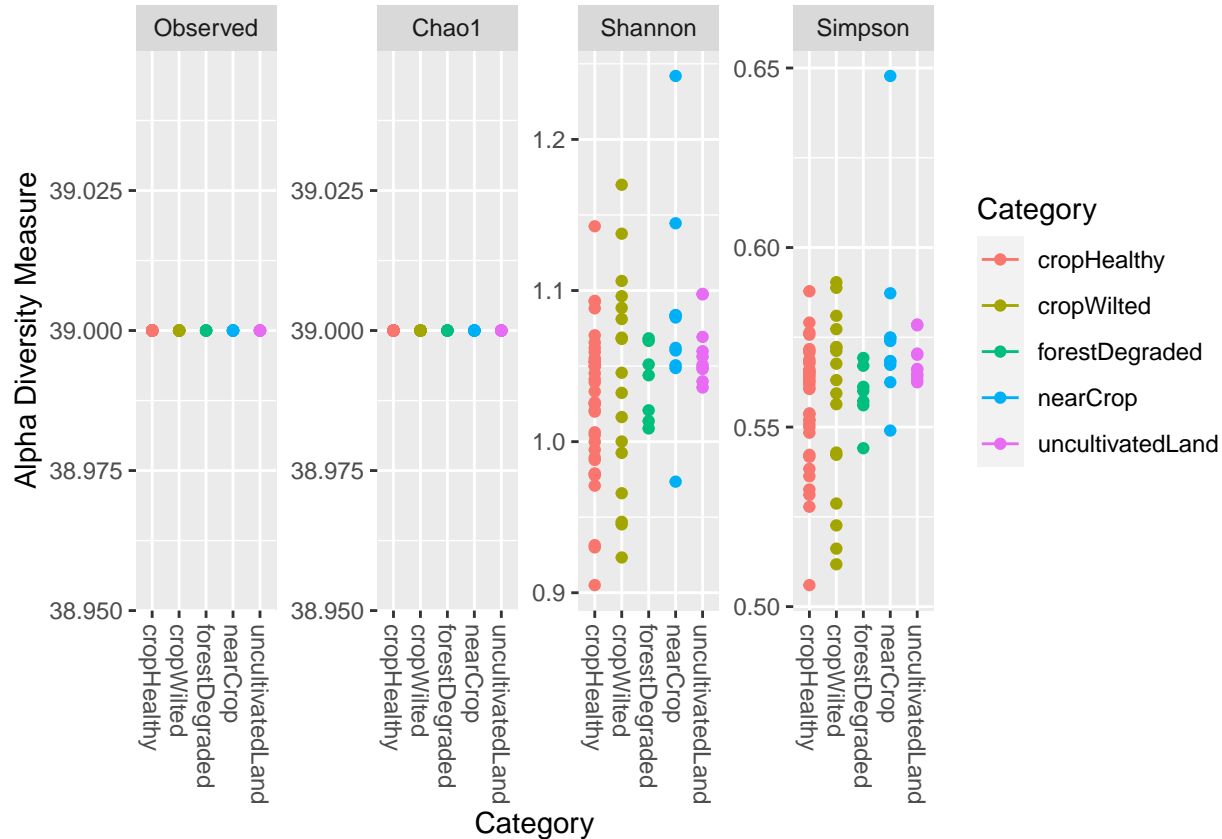 Observed
Chao1
Shannon
Simpson
Alpha Diversity Measure
39.025
39.000
38.975
38.950
39.025
39.000
38.975
38.950
1.2
1.1
1.0
0.9
0.65
0.60
0.55
0.50
cropHealthy
cropWilted
forestDegraded
nearCrop
uncultivatedLand
cropHealthy
cropWilted
forestDegraded
nearCrop
uncultivatedLand
cropHealthy
cropWilted
forestDegraded
nearCrop
uncultivatedLand
cropHealthy
cropWilted
forestDegraded
nearCrop
uncultivatedLand
Category
Category
cropHealthy
cropWilted
forestDegraded
nearCrop
uncultivatedLand